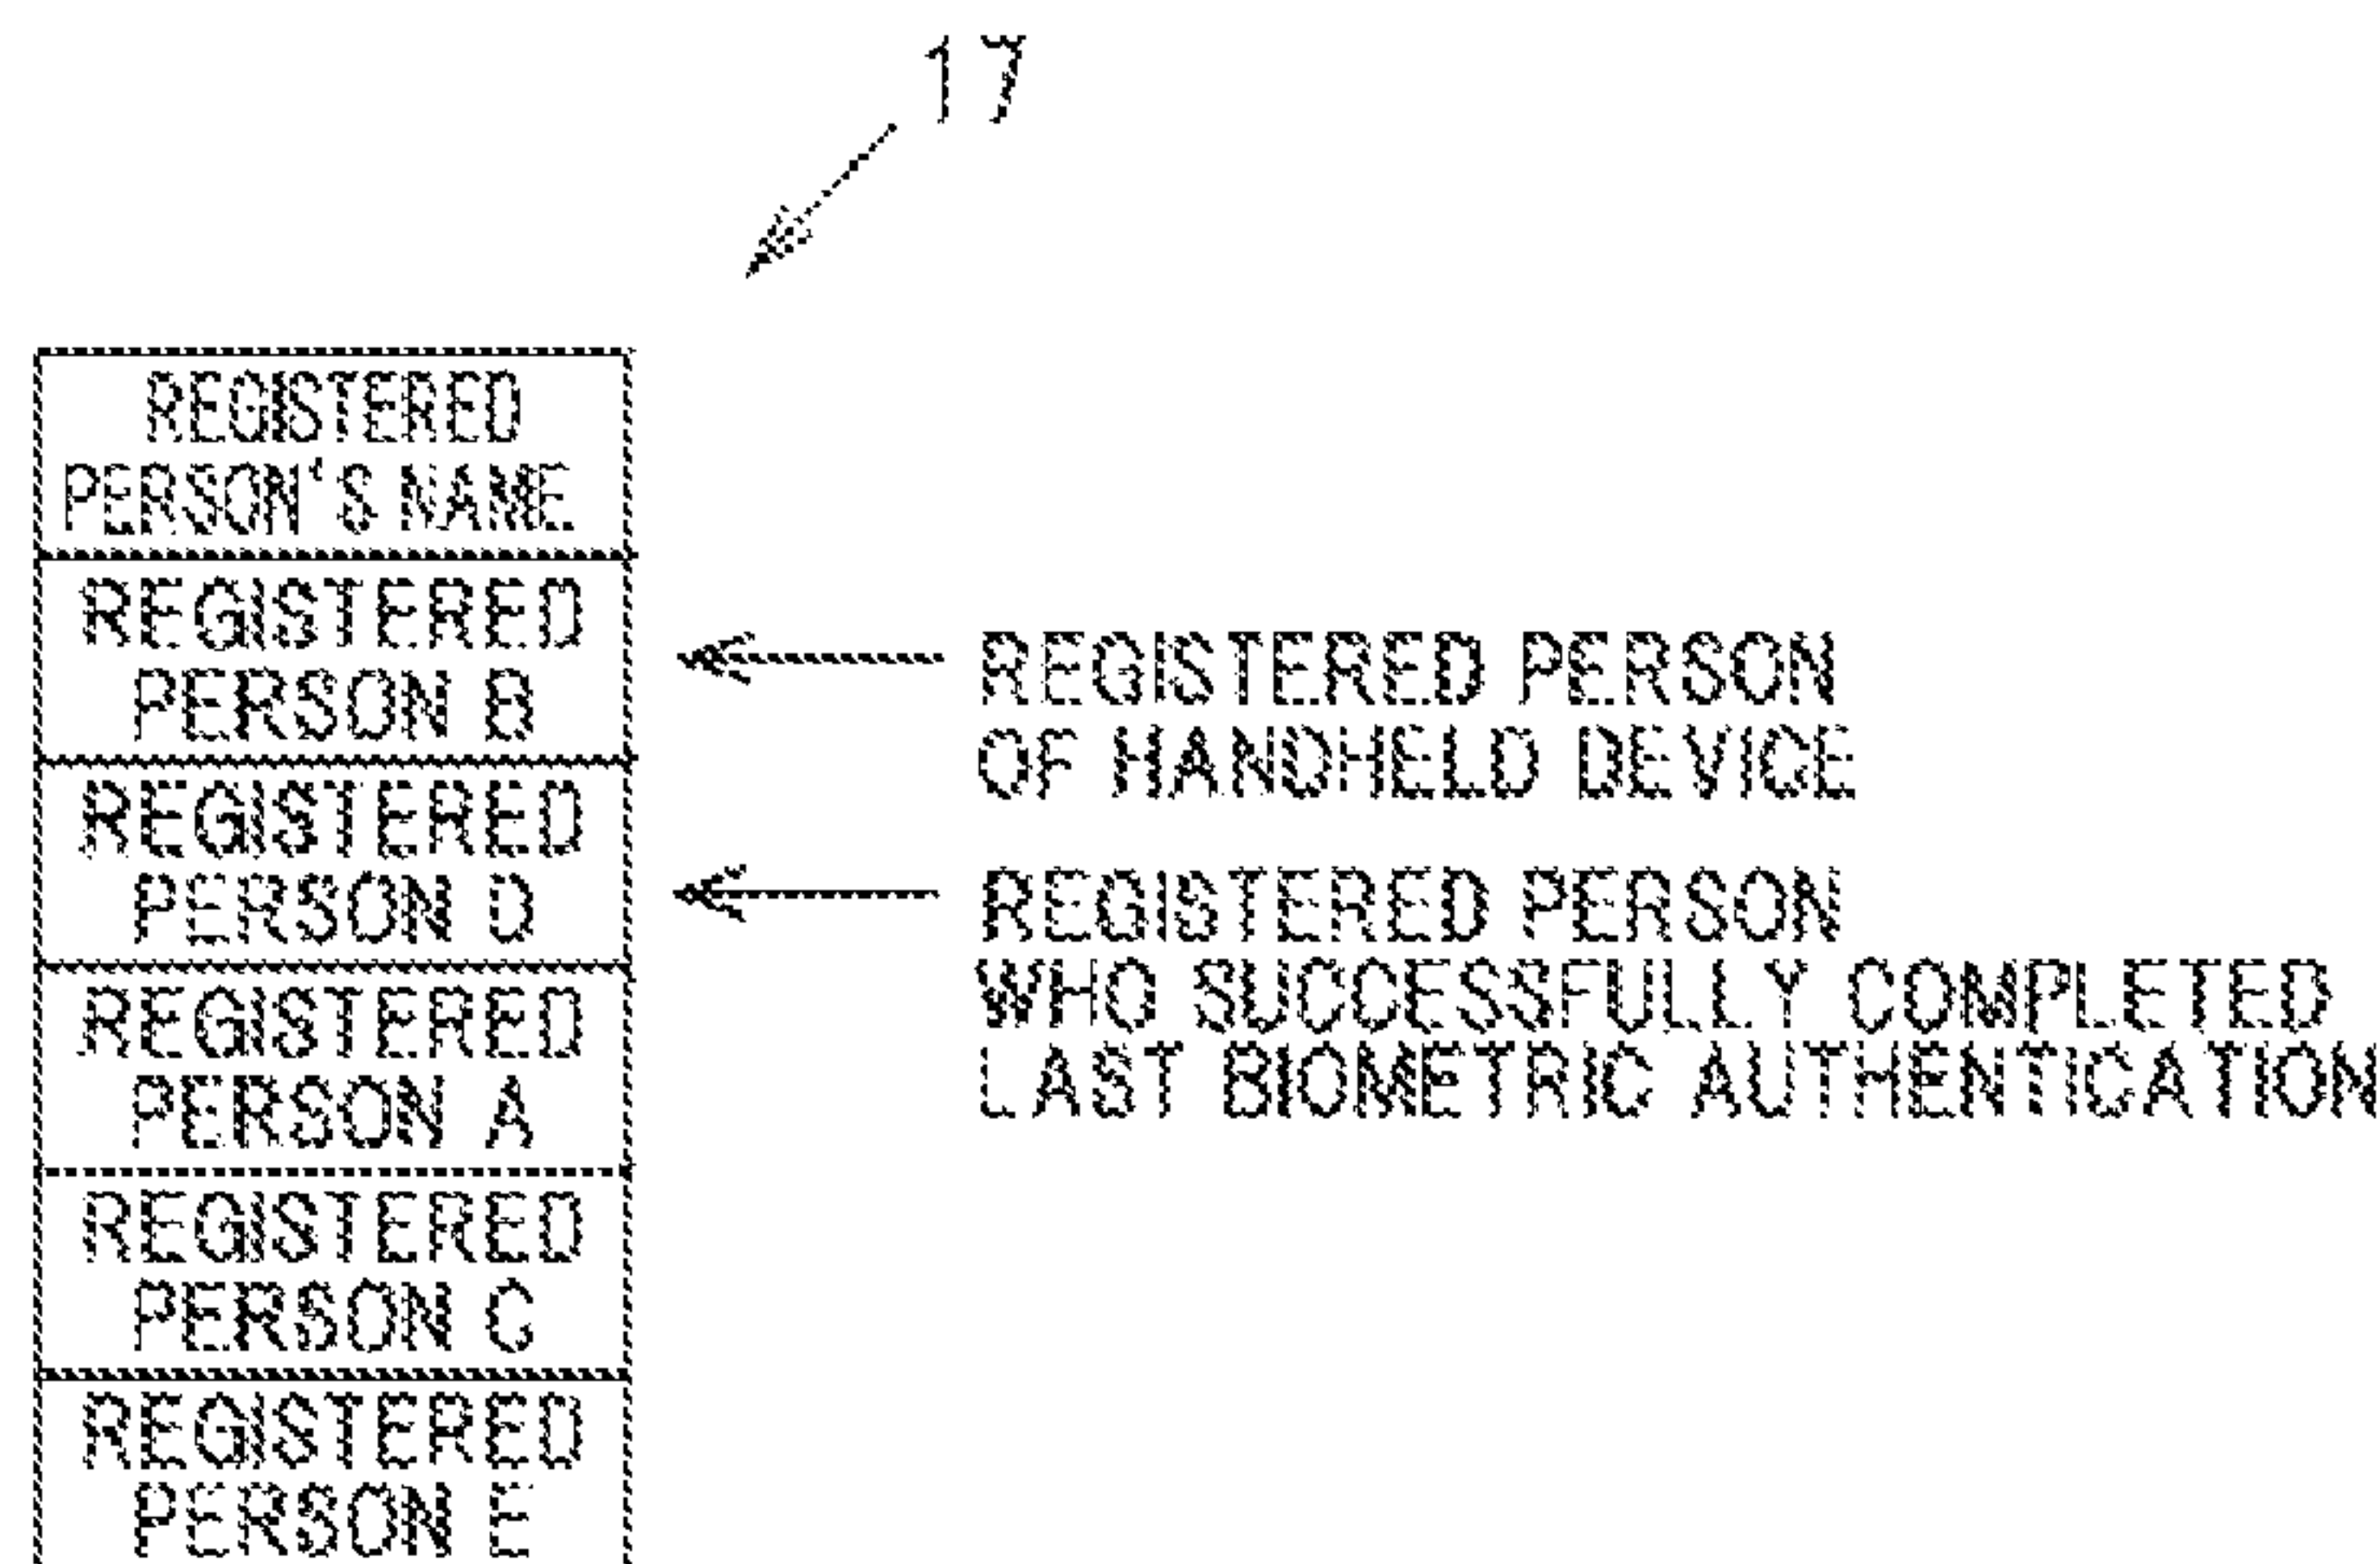 17
REGISTERED
PERSON'S NAME
REGISTERED
PERSON B
REGISTERED
PERSON D
REGISTERED
PERSON A
REGISTERED
PERSON C
REGISTERED
PERSON E
REGISTERED PERSON
OF HANDHELD DEVICE
REGISTERED PERSON
WHO SUCCESSFULLY COMPLETED
LAST BIOMETRIC AUTHENTICATION